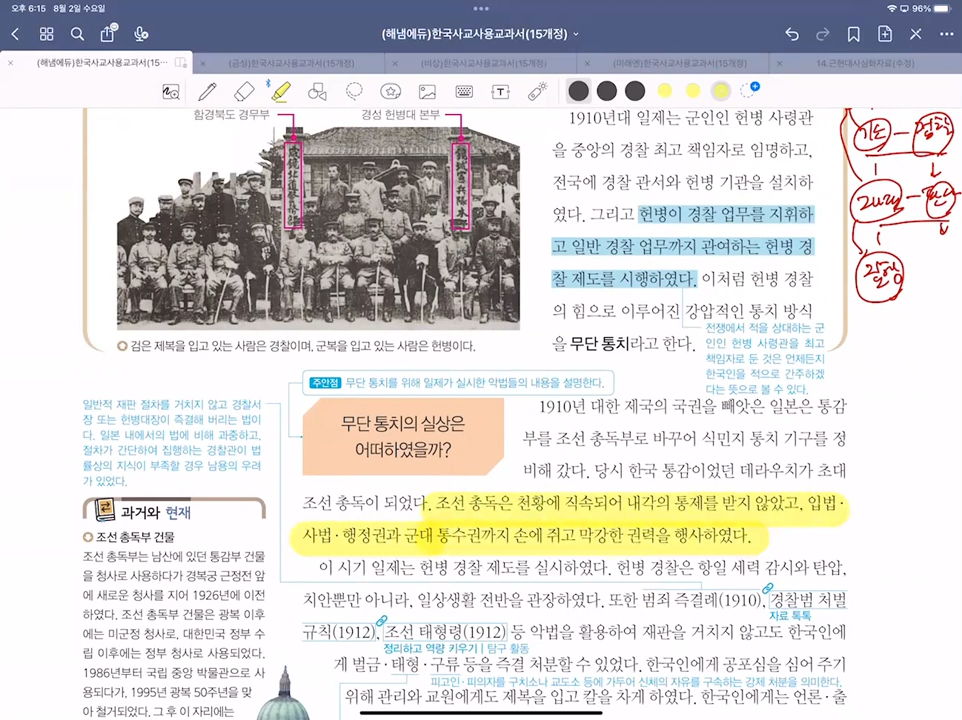 오후 6:15 8월 2일 수요일
96%
(해냄에듀)한국사교사용교과서(15개정)
(해냄에듀)한국사교사용교과서(15···
(금성)한국사교사용교과서(15개정)
(비상)한국사교사용교과서(15개정)
(미래엔)한국사교사용교과서(15개정)
14.근현대사심화자료(수정)
함경북도 경무부
경성 헌병대 본부
검은 제복을 입고 있는 사람은 경찰이며, 군복을 입고 있는 사람은 헌병이다.
1910년대 일제는 군인인 헌병 사령관
을 중앙의 경찰 최고 책임자로 임명하고,
전국에 경찰 관서와 헌병 기관을 설치하
였다. 그리고 헌병이 경찰 업무를 지휘하
고 일반 경찰 업무까지 관여하는 헌병 경
찰 제도를 시행하였다. 이처럼 헌병 경찰
의 힘으로 이루어진 강압적인 통치 방식
을 무단 통치라고 한다.
전쟁에서 적을 상대하는 군
인인 헌병 사령관을 최고
책임자로 둔 것은 언제든지
한국인을 적으로 간주하겠
다는 뜻으로 볼 수 있다.
기소
검찰
재판
판사
주안점 무단 통치를 위해 일제가 실시한 악법들의 내용을 설명한다.
무단 통치의 실상은
어떠하였을까?
일반적 재판 절차를 거치지 않고 경찰서
장 또는 헌병대장이 즉결해 버리는 법이
다. 일본 내에서의 법에 비해 과중하고,
절차가 간단하여 집행하는 경찰관이 법
률상의 지식이 부족할 경우 남용의 우려
가 있었다.
1910년 대한 제국의 국권을 빼앗은 일본은 통감
부를 조선 총독부로 바꾸어 식민지 통치 기구를 정
비해 갔다. 당시 한국 통감이었던 데라우치가 초대
조선 총독이 되었다. 조선 총독은 천황에 직속되어 내각의 통제를 받지 않았고, 입법·
사법·행정권과 군대 통수권까지 손에 쥐고 막강한 권력을 행사하였다.
이 시기 일제는 헌병 경찰 제도를 실시하였다. 헌병 경찰은 항일 세력 감시와 탄압,
치안뿐만 아니라, 일상생활 전반을 관장하였다. 또한 범죄 즉결례(1910), 경찰범 처벌
자료 톡톡
규칙(1912), 조선 태형령(1912) 등 악법을 활용하여 재판을 거치지 않고도 한국인에
정리하고 역량 키우기 | 탐구 활동
게 벌금·태형·구류 등을 즉결 처분할 수 있었다. 한국인에게 공포심을 심어 주기
피고인·피의자를 구치소나 교도소 등에 가두어 신체의 자유를 구속하는 강제 처분을 의미한다.
위해 관리와 교원에게도 제복을 입고 칼을 차게 하였다. 한국인에게는 언론·출
과거와 현재
조선 총독부 건물
조선 총독부는 남산에 있던 통감부 건물
을 청사로 사용하다가 경복궁 근정전 앞
에 새로운 청사를 지어 1926년에 이전
하였다. 조선 총독부 건물은 광복 이후
에는 미군정 청사로, 대한민국 정부 수
립 이후에는 정부 청사로 사용되었다.
1986년부터 국립 중앙 박물관으로 사
용되다가, 1995년 광복 50주년을 맞
아 철거되었다. 그 후 이 자리에는